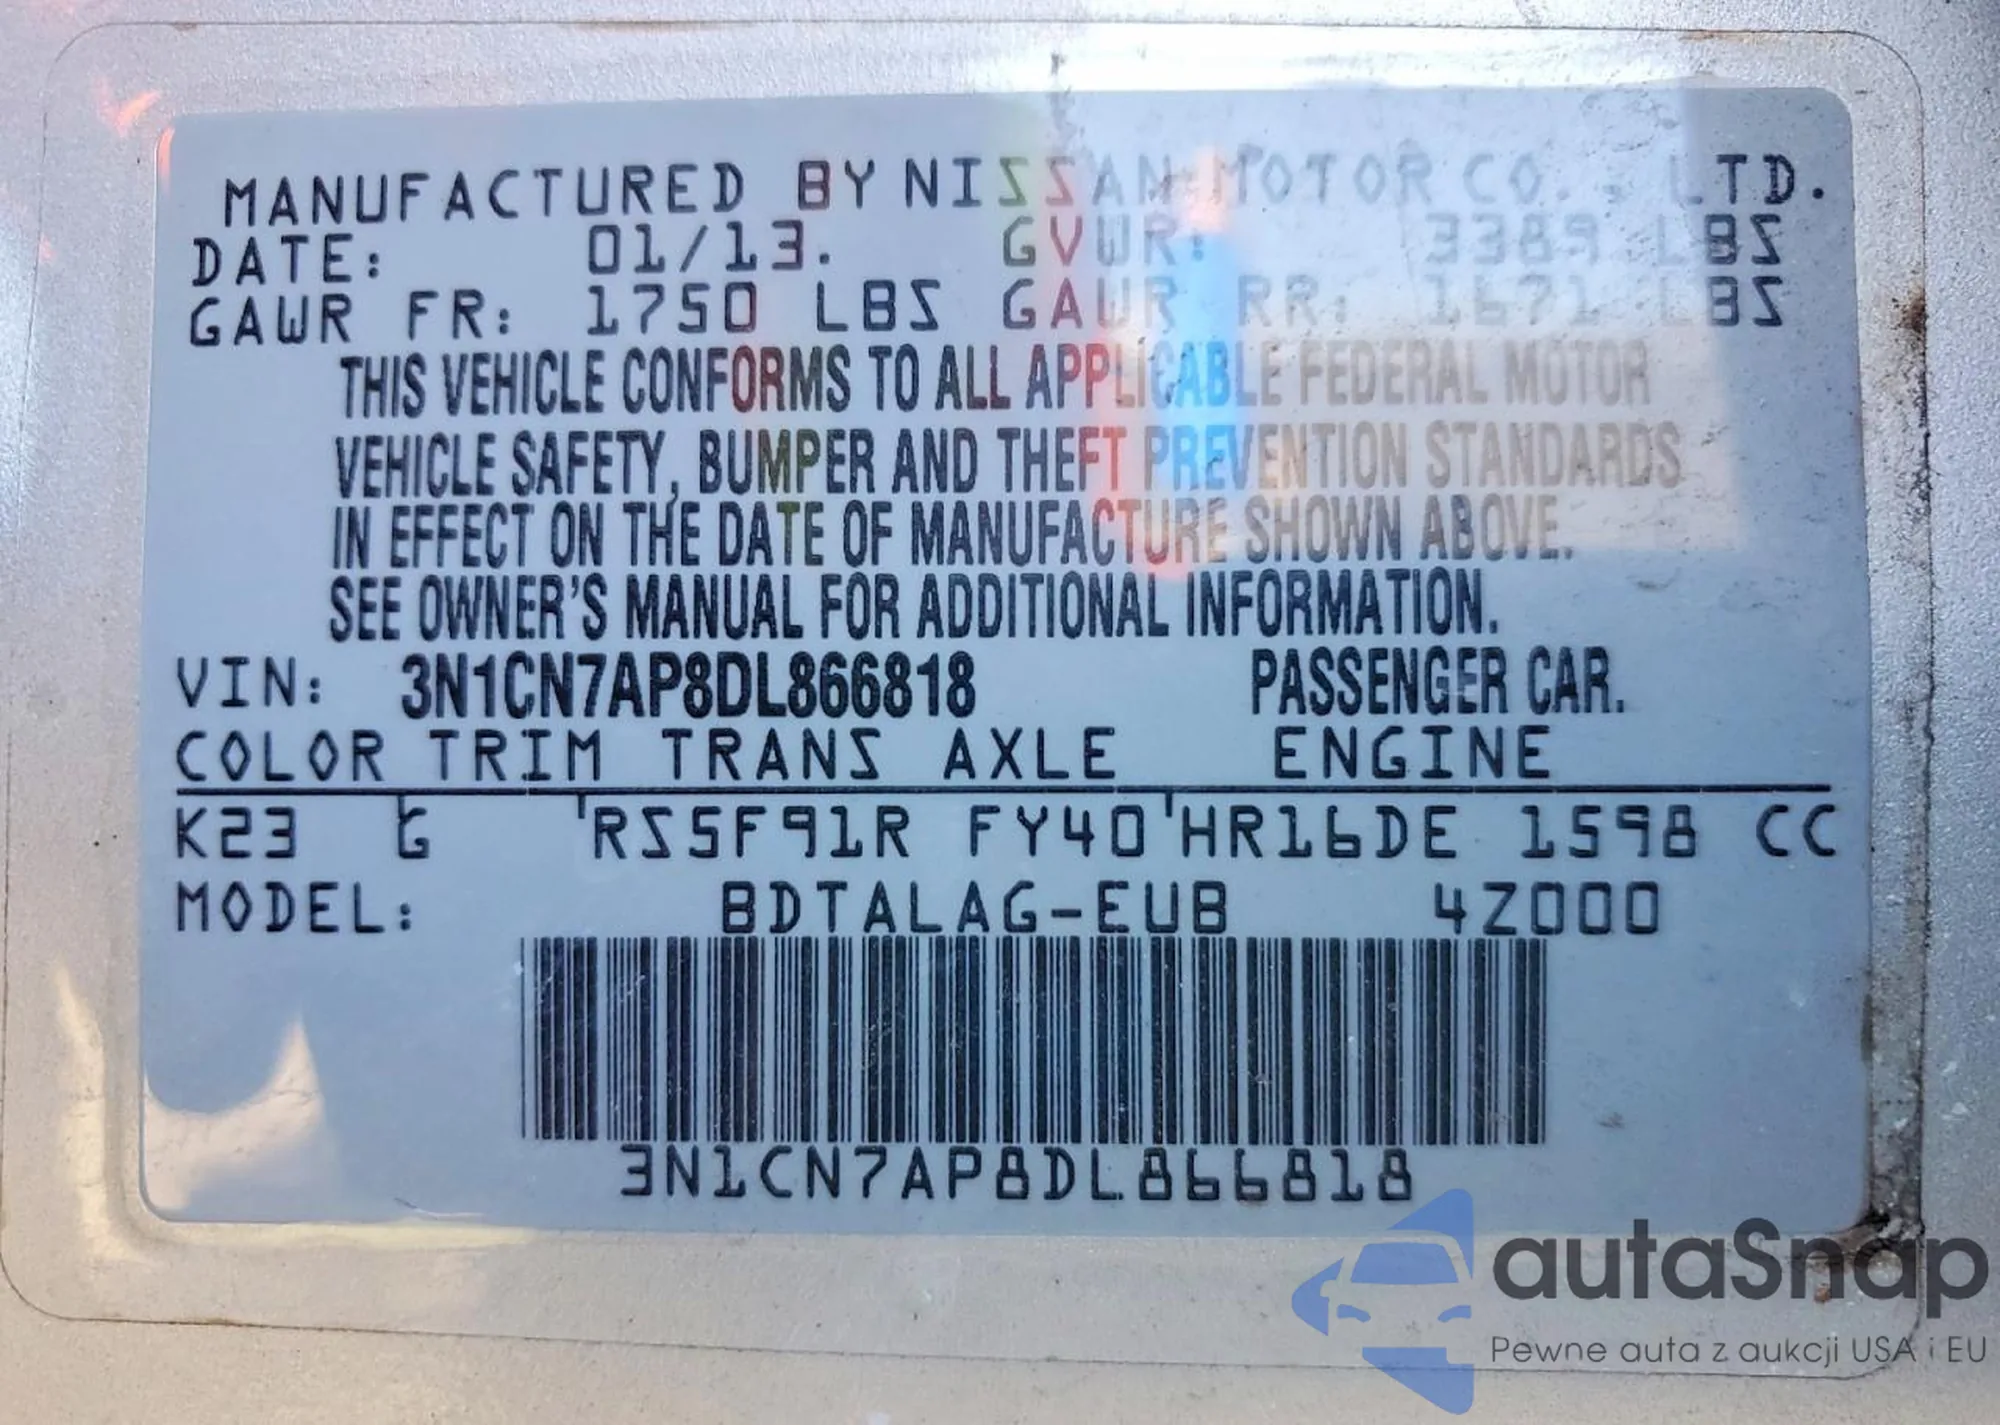 MANUFACTURED BY NISSAN MOTOR CO., LTD.
DATE: 01/13. GVWR: 3389 LBS
GAWR FR: 1750 LBS GAWR RR: 1671 LBS
THIS VEHICLE CONFORMS TO ALL APPLICABLE FEDERAL MOTOR
VEHICLE SAFETY, BUMPER AND THEFT PREVENTION STANDARDS
IN EFFECT ON THE DATE OF MANUFACTURE SHOWN ABOVE.
SEE OWNER'S MANUAL FOR ADDITIONAL INFORMATION.
VIN: 3N1CN7AP8DL866818 PASSENGER CAR.
COLOR TRIM TRANS AXLE ENGINE
K23 G RS5F91R FY40 HR16DE 1598 CC
MODEL: BDTALAG-EUB 4Z000
3N1CN7AP8DL866818
autaSnap
Pewne auta z aukcji USA i EU